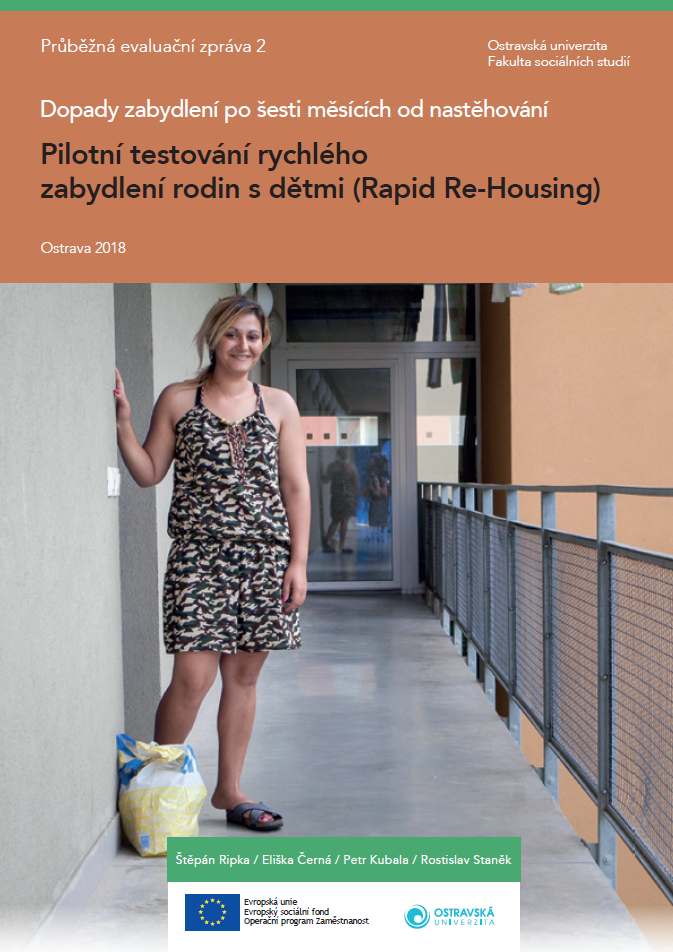 Průběžná evaluační zpráva 2
Ostravská univerzita
Fakulta sociálních studií
Dopady zabydlení po šesti měsících od nastěhování
Pilotní testování rychlého
zabydlení rodin s dětmi (Rapid Re-Housing)
Ostrava 2018
Štěpán Ripka / Eliška Černá / Petr Kubala / Rostislav Staněk
Evropská unie
Evropský sociální fond
Operační program Zaměstnanost
OSTRAVSKÁ
UNIVERZITA